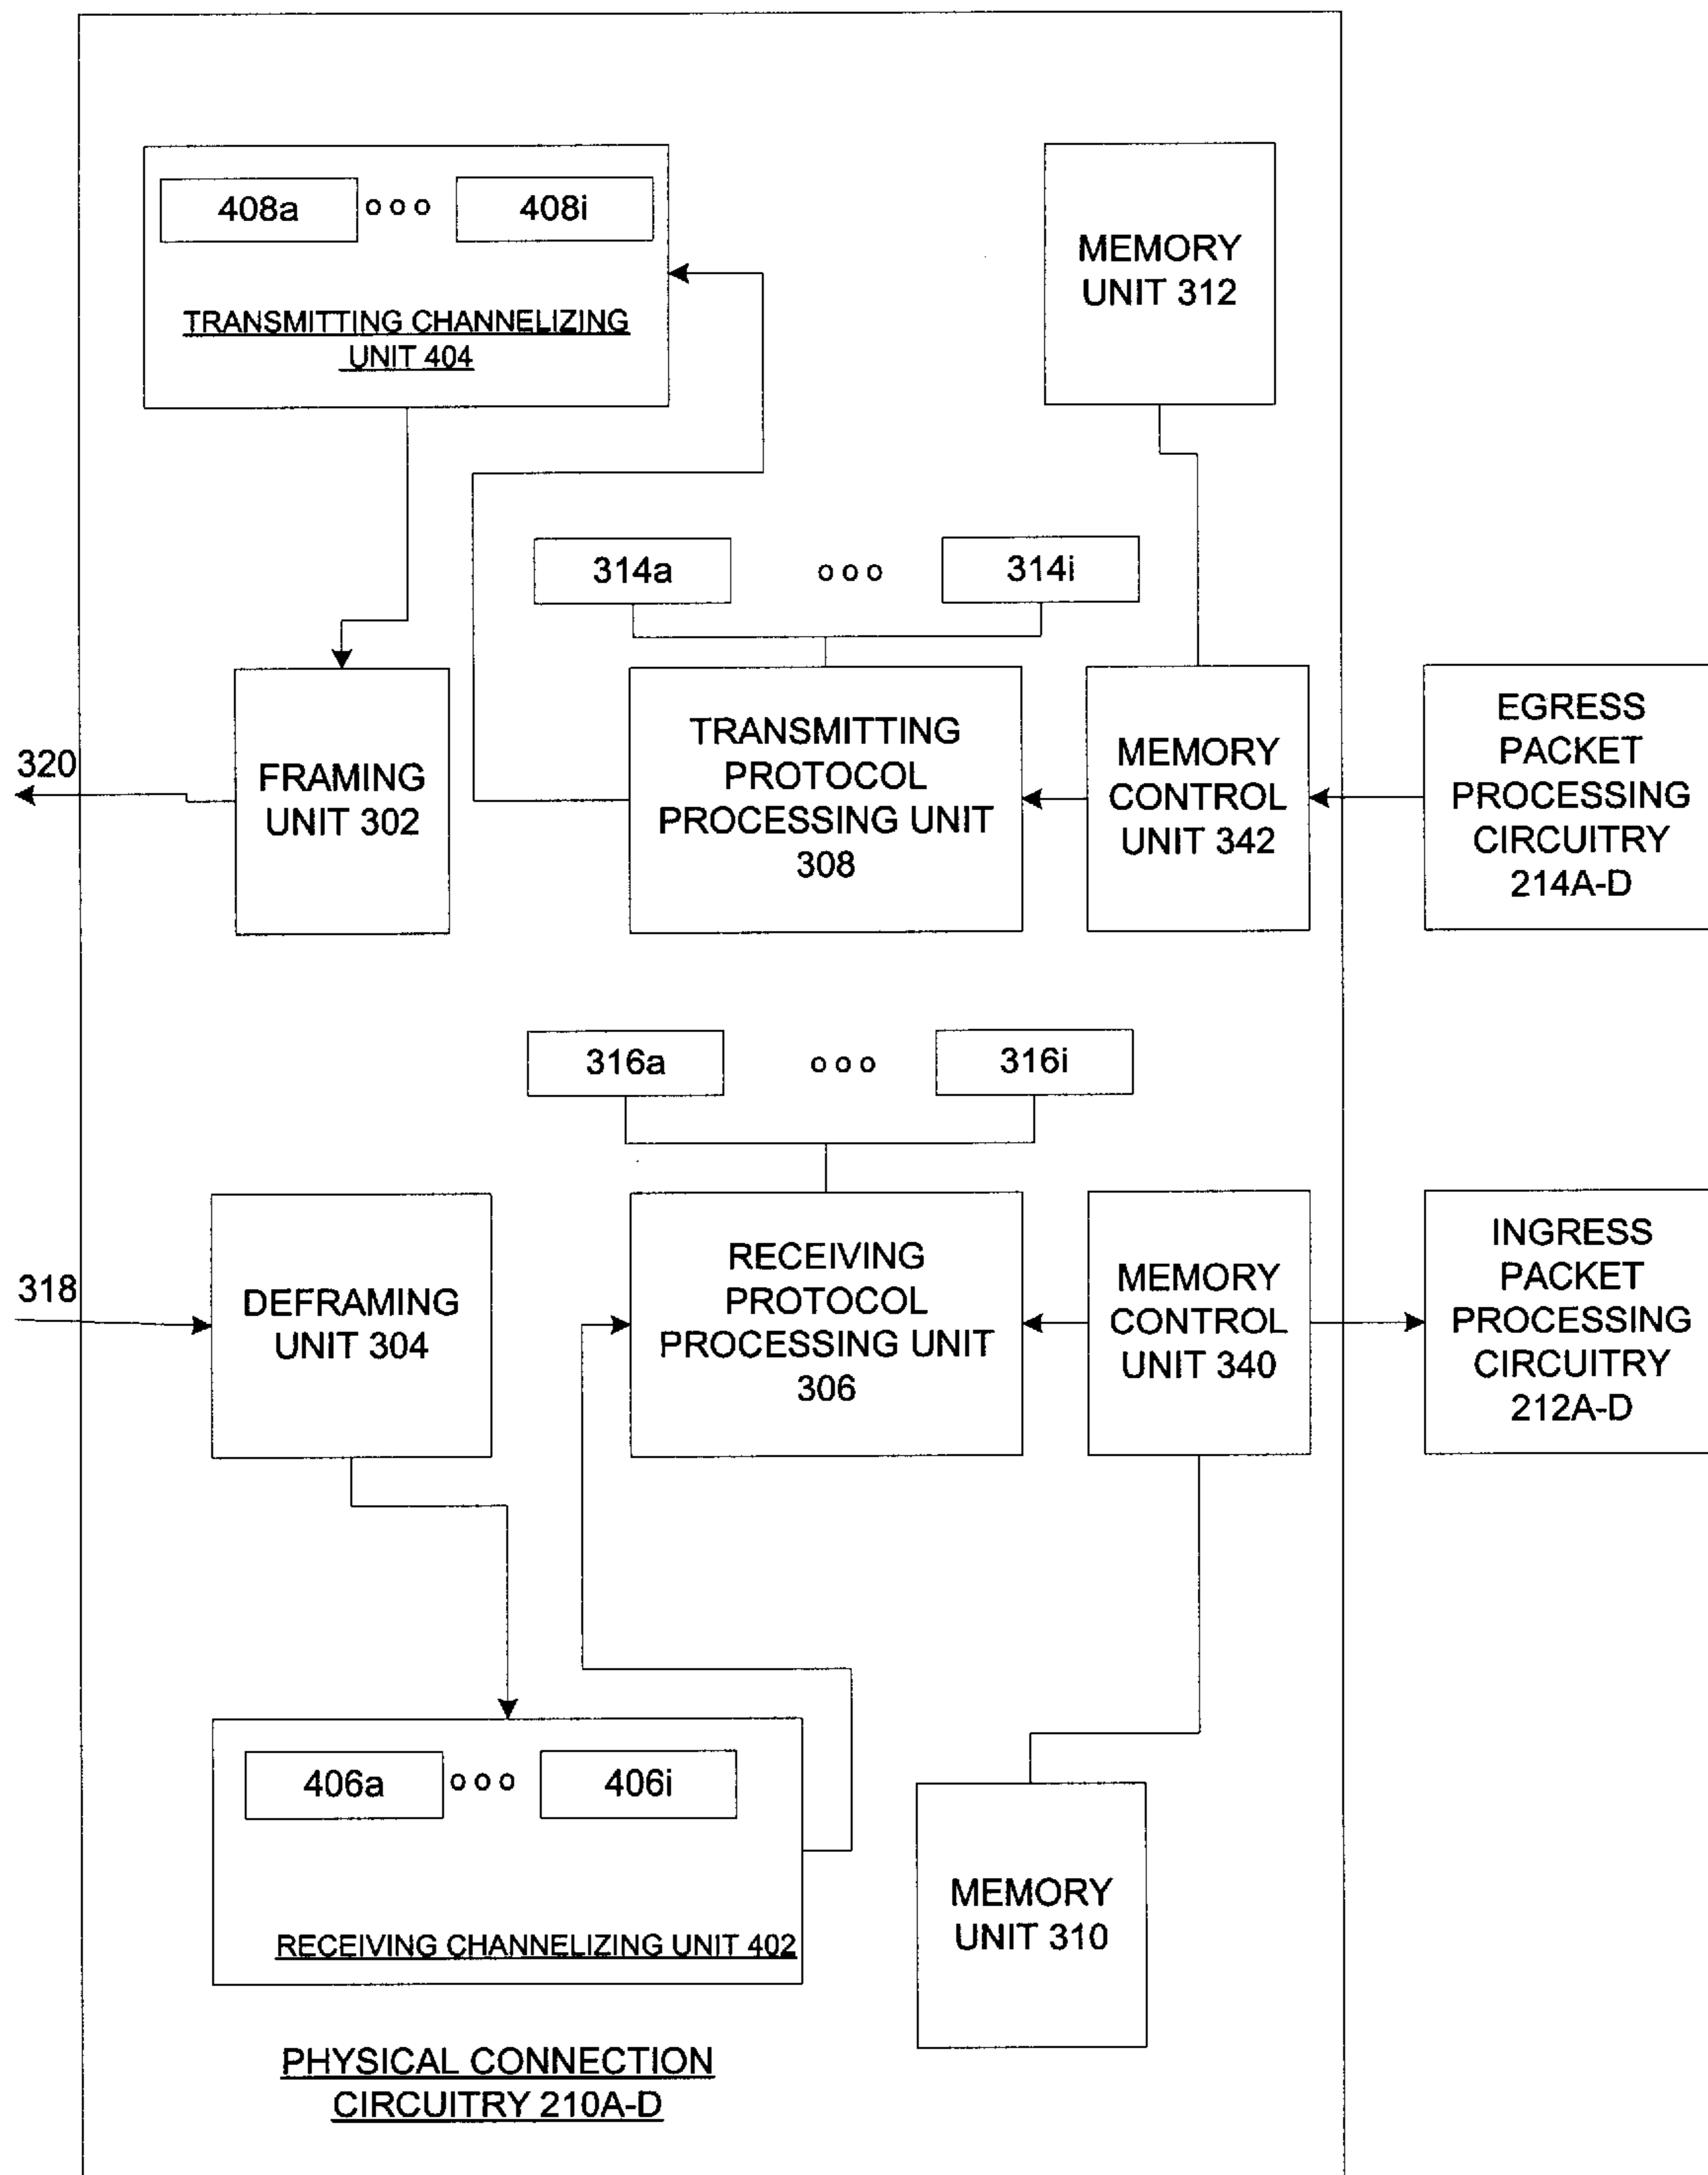 408a
ooo
408i
TRANSMITTING CHANNELIZING
UNIT 404
MEMORY
UNIT 312
314a
ooo
314i
320
FRAMING
UNIT 302
TRANSMITTING
PROTOCOL
PROCESSING UNIT
308
MEMORY
CONTROL
UNIT 342
EGRESS
PACKET
PROCESSING
CIRCUITRY
214A-D
316a
ooo
316i
318
DEFRAMING
UNIT 304
RECEIVING
PROTOCOL
PROCESSING UNIT
306
MEMORY
CONTROL
UNIT 340
INGRESS
PACKET
PROCESSING
CIRCUITRY
212A-D
406a
ooo
406i
RECEIVING CHANNELIZING UNIT 402
MEMORY
UNIT 310
PHYSICAL CONNECTION
CIRCUITRY 210A-D